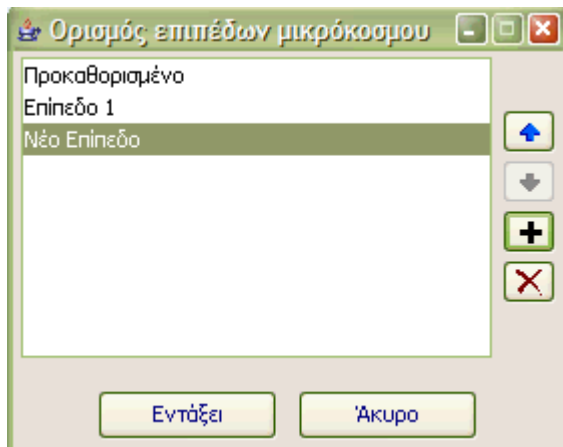 Ορισμός επιπέδων μικρόκοσμου
Προκαθορισμένο
Επίπεδο 1
Νέο Επίπεδο
Εντάξει
Άκυρο